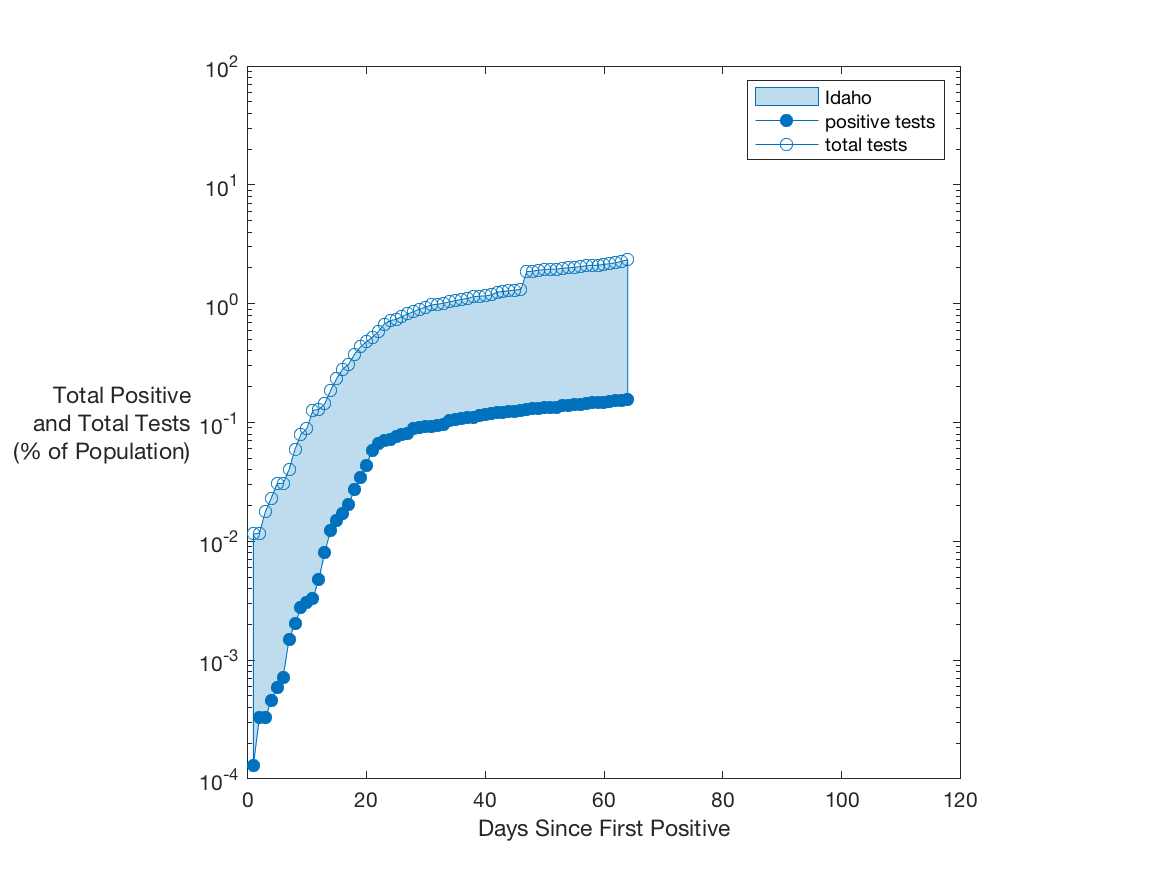 10^2
10^1
10^0
10^-1
10^-2
10^-3
10^-4
Total Positive
and Total Tests
(% of Population)
Idaho
positive tests
total tests
0 20 40 60 80 100 120
Days Since First Positive